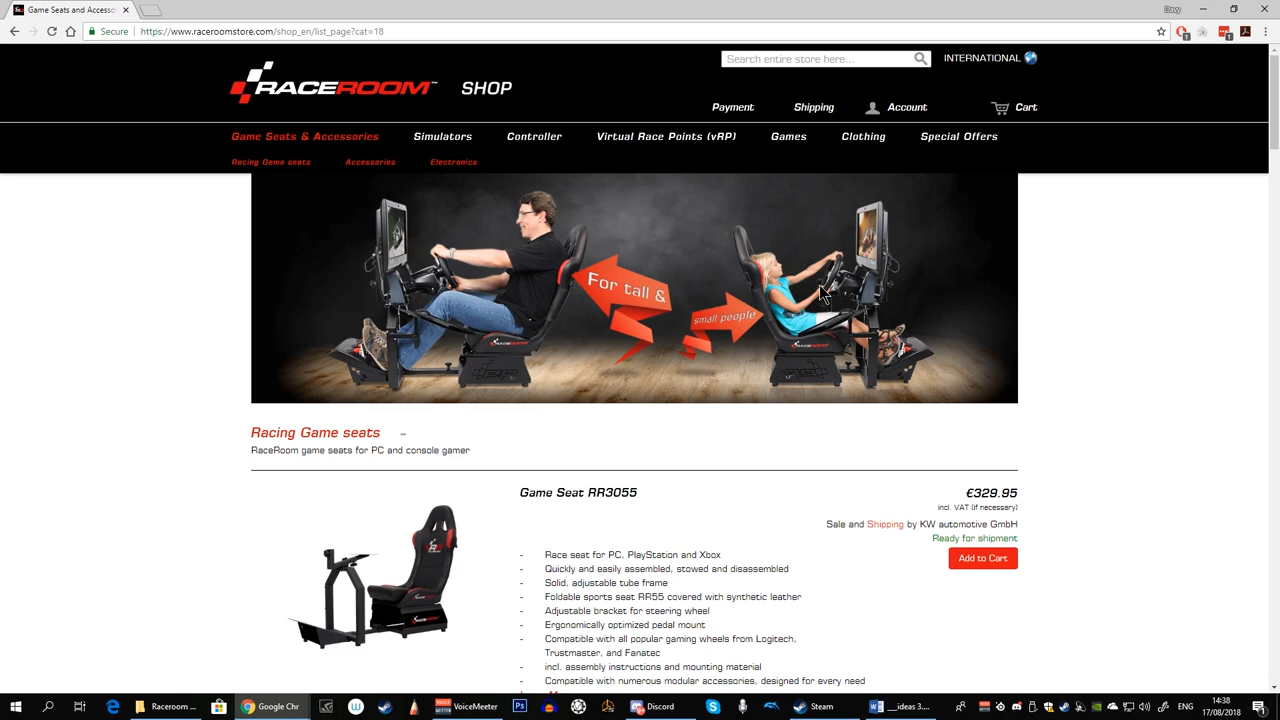 Game Seats and Accesso
Davy
Secure
https://www.raceroomstore.com/shop_en/list_page?cat=18
Search entire store here...
INTERNATIONAL
RACEROOM™ SHOP
Payment
Shipping
Account
Cart
Game Seats & Accessories
Simulators
Controller
Virtual Race Points (vRP)
Games
Clothing
Special Offers
Racing Game seats
Accessories
Electronics
For tall &
small people
RACEROOM
RACEROOM
Racing Game seats -
RaceRoom game seats for PC and console gamer
Game Seat RR3055
€329.95
incl. VAT (if necessary)
Sale and Shipping by KW automotive GmbH
Ready for shipment
Add to Cart
- Race seat for PC, PlayStation and Xbox
- Quickly and easily assembled, stowed and disassembled
- Solid, adjustable tube frame
- Foldable sports seat RR55 covered with synthetic leather
- Adjustable bracket for steering wheel
- Ergonomically optimized pedal mount
- Compatible with all popular gaming wheels from Logitech,
Trustmaster, and Fanatec
- incl. assembly instructions and mounting material
- Compatible with numerous modular accessories, designed for every need
RACEROOM
Raceroom ...
Google Chr
VoiceMeeter
Discord
Steam
___ideas 3....
ENG
14:38
17/08/2018